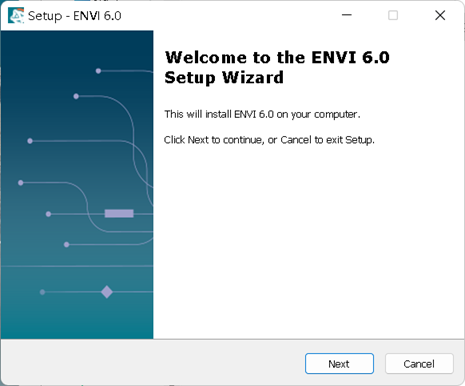 Setup - ENVI 6.0
Welcome to the ENVI 6.0
Setup Wizard
This will install ENVI 6.0 on your computer.
Click Next to continue, or Cancel to exit Setup.
Next
Cancel